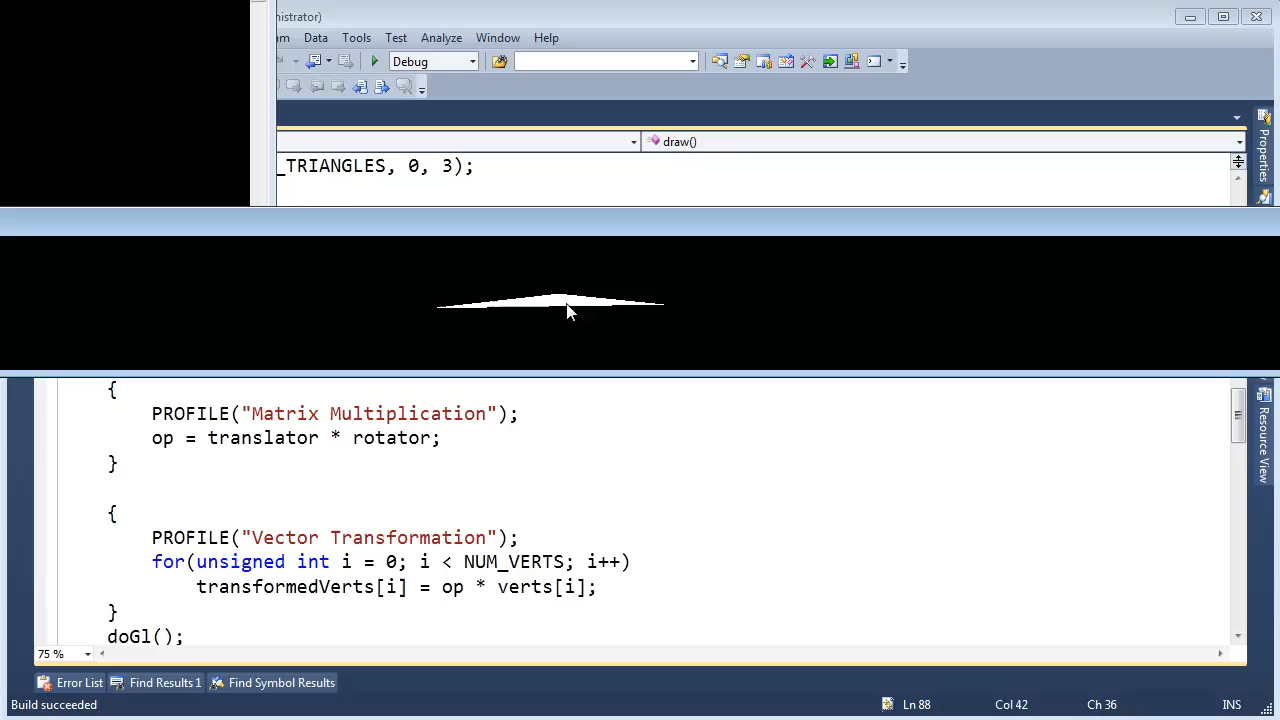 nistrator)
m Data Tools Test Analyze Window Help
Debug
draw()
_TRIANGLES, 0, 3);
Properties
{
PROFILE("Matrix Multiplication");
op = translator * rotator;
}
{
PROFILE("Vector Transformation");
for(unsigned int i = 0; i < NUM_VERTS; i++)
transformedVerts[i] = op * verts[i];
}
doGl();
Resource View
75 %
Error List Find Results 1 Find Symbol Results
Build succeeded Ln 88 Col 42 Ch 36 INS